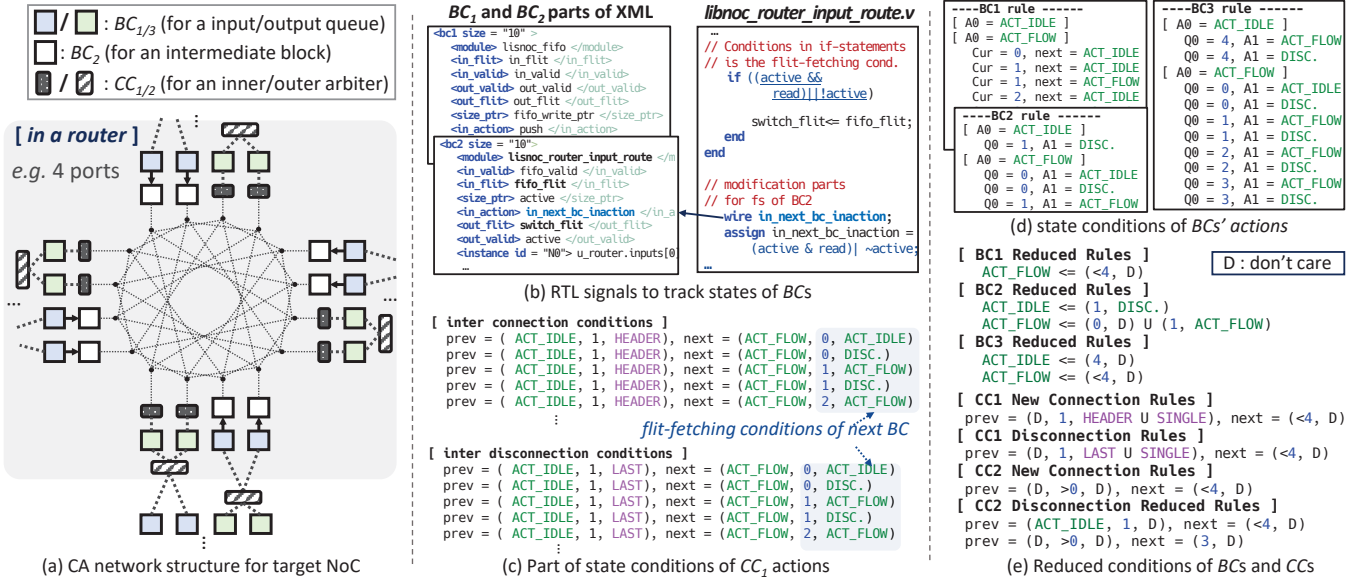 / : BC1/3 (for a input/output queue)
: BC2 (for an intermediate block)
/ : CC1/2 (for an inner/outer arbiter)
[ in a router ]
e.g. 4 ports
...
...
⋮
⋮
(a) CA network structure for target NoC
BC1 and BC2 parts of XML
<bc1 size = "10" >
<module> lisnoc_fifo </module>
<in_flit> in_flit </in_flit>
<in_valid> in_valid </in_valid>
<out_valid> out_valid </out_valid>
<out_flit> out_flit </out_flit>
<size_ptr> fifo_write_ptr </size_ptr>
<in_action> push </in_action>
<bc2 size = "10">
<module> lisnoc_router_input_route </m
<in_valid> fifo_valid </in_valid>
<in_flit> fifo_flit </in_flit>
<size_ptr> active </size_ptr>
<in_action> in_next_bc_inaction </in_a
<out_flit> switch_flit </out_flit>
<out_valid> active </out_valid>
<instance id = "N0"> u_router.inputs[0]
...
libnoc_router_input_route.v
...
// Conditions in if-statements
// is the flit-fetching cond.
if ((active &&
read)||!active)
switch_flit<= fifo_flit;
end
end
// modification parts
// for fs of BC2
wire in_next_bc_inaction;
assign in_next_bc_inaction =
(active & read)| ~active;
...
(b) RTL signals to track states of BCs
[ inter connection conditions ]
prev = ( ACT_IDLE, 1, HEADER), next = (ACT_FLOW, 0, ACT_IDLE)
prev = ( ACT_IDLE, 1, HEADER), next = (ACT_FLOW, 0, DISC.)
prev = ( ACT_IDLE, 1, HEADER), next = (ACT_FLOW, 1, ACT_FLOW)
prev = ( ACT_IDLE, 1, HEADER), next = (ACT_FLOW, 1, DISC.)
prev = ( ACT_IDLE, 1, HEADER), next = (ACT_FLOW, 2, ACT_FLOW)
⋮
flit-fetching conditions of next BC
[ inter disconnection conditions ]
prev = ( ACT_IDLE, 1, LAST), next = (ACT_FLOW, 0, ACT_IDLE)
prev = ( ACT_IDLE, 1, LAST), next = (ACT_FLOW, 0, DISC.)
prev = ( ACT_IDLE, 1, LAST), next = (ACT_FLOW, 1, ACT_FLOW)
prev = ( ACT_IDLE, 1, LAST), next = (ACT_FLOW, 1, DISC.)
prev = ( ACT_IDLE, 1, LAST), next = (ACT_FLOW, 2, ACT_FLOW)
⋮
(c) Part of state conditions of CC1 actions
----BC1 rule ------
[ A0 = ACT_IDLE ]
[ A0 = ACT_FLOW ]
Cur = 0, next = ACT_IDLE
Cur = 1, next = ACT_IDLE
Cur = 1, next = ACT_FLOW
Cur = 2, next = ACT_IDLE
----BC2 rule ------
[ A0 = ACT_IDLE ]
Q0 = 1, A1 = DISC.
[ A0 = ACT_FLOW ]
Q0 = 0, A1 = ACT_IDLE
Q0 = 0, A1 = DISC.
Q0 = 1, A1 = ACT_FLOW
----BC3 rule ------
[ A0 = ACT_IDLE ]
Q0 = 4, A1 = ACT_FLOW
Q0 = 4, A1 = DISC.
[ A0 = ACT_FLOW ]
Q0 = 0, A1 = ACT_IDLE
Q0 = 0, A1 = DISC.
Q0 = 1, A1 = ACT_FLOW
Q0 = 1, A1 = DISC.
Q0 = 2, A1 = ACT_FLOW
Q0 = 2, A1 = DISC.
Q0 = 3, A1 = ACT_FLOW
Q0 = 3, A1 = DISC.
(d) state conditions of BCs' actions
[ BC1 Reduced Rules ]
D : don't care
ACT_FLOW <= (<4, D)
[ BC2 Reduced Rules ]
ACT_IDLE <= (1, DISC.)
ACT_FLOW <= (0, D) U (1, ACT_FLOW)
[ BC3 Reduced Rules ]
ACT_IDLE <= (4, D)
ACT_FLOW <= (<4, D)
[ CC1 New Connection Rules ]
prev = (D, 1, HEADER U SINGLE), next = (<4, D)
[ CC1 Disconnection Rules ]
prev = (D, 1, LAST U SINGLE), next = (<4, D)
[ CC2 New Connection Rules ]
prev = (D, >0, D), next = (<4, D)
[ CC2 Disconnection Reduced Rules ]
prev = (ACT_IDLE, 1, D), next = (<4, D)
prev = (D, >0, D), next = (3, D)
(e) Reduced conditions of BCs and CCs